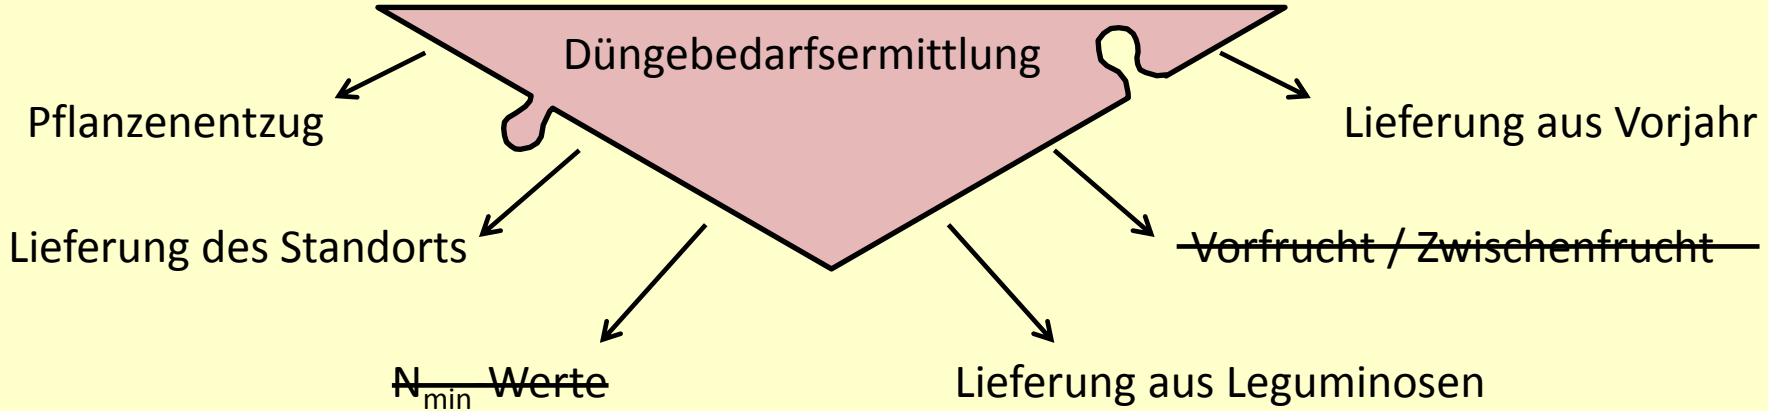 Düngebedarfsermittlung
Pflanzenentzug
Lieferung aus Vorjahr
Lieferung des Standorts
Vorfrucht / Zwischenfrucht
Nmin Werte
Lieferung aus Leguminosen